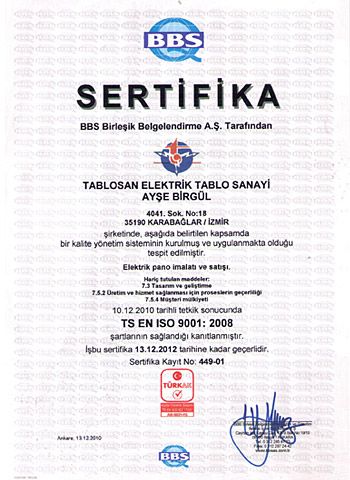 BBS
SERTİFİKA
BBS Birleşik Belgelendirme A.Ş. Tarafından
TABLOSAN ELEKTRİK TABLO SANAYİ
AYŞE BİRGÜL
4041. Sok. No:18
35190 KARABAĞLAR / İZMİR
şirketinde, aşağıda belirtilen kapsamda
bir kalite yönetim sisteminin kurulmuş ve uygulanmakta olduğu
tespit edilmiştir.
Elektrik pano imalatı ve satışı.
Hariç tutulan maddeler:
7.3 Tasarım ve geliştirme
7.5.2 Üretim ve hizmet sağlanması için proseslerin geçerliliği
7.5.4 Müşteri mülkiyeti
10.12.2010 tarihli tetkik sonucunda
TS EN ISO 9001: 2008
şartlarının sağlandığı kanıtlanmıştır.
İşbu sertifika 13.12.2012 tarihine kadar geçerlidir.
Sertifika Kayıt No: 449-01
TÜRKAK
Ankara, 13.12.2010
BBS